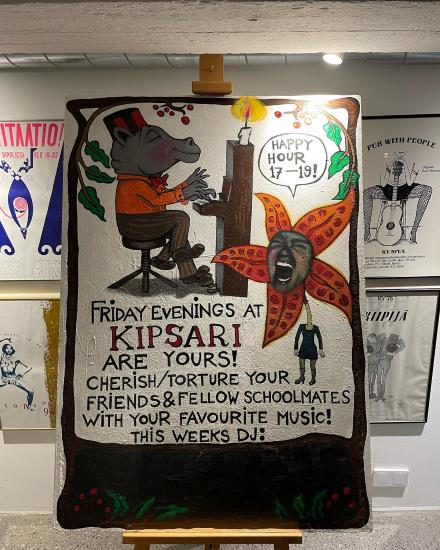 HAPPY
HOUR
17–19!
FRIDAY EVENINGS AT
KIPSARI
ARE YOURS!
CHERISH/TORTURE YOUR
FRIENDS & FELLOW SCHOOLMATES
WITH YOUR FAVOURITE MUSIC!
THIS WEEKS DJ:
PUB WITH PEOPLE